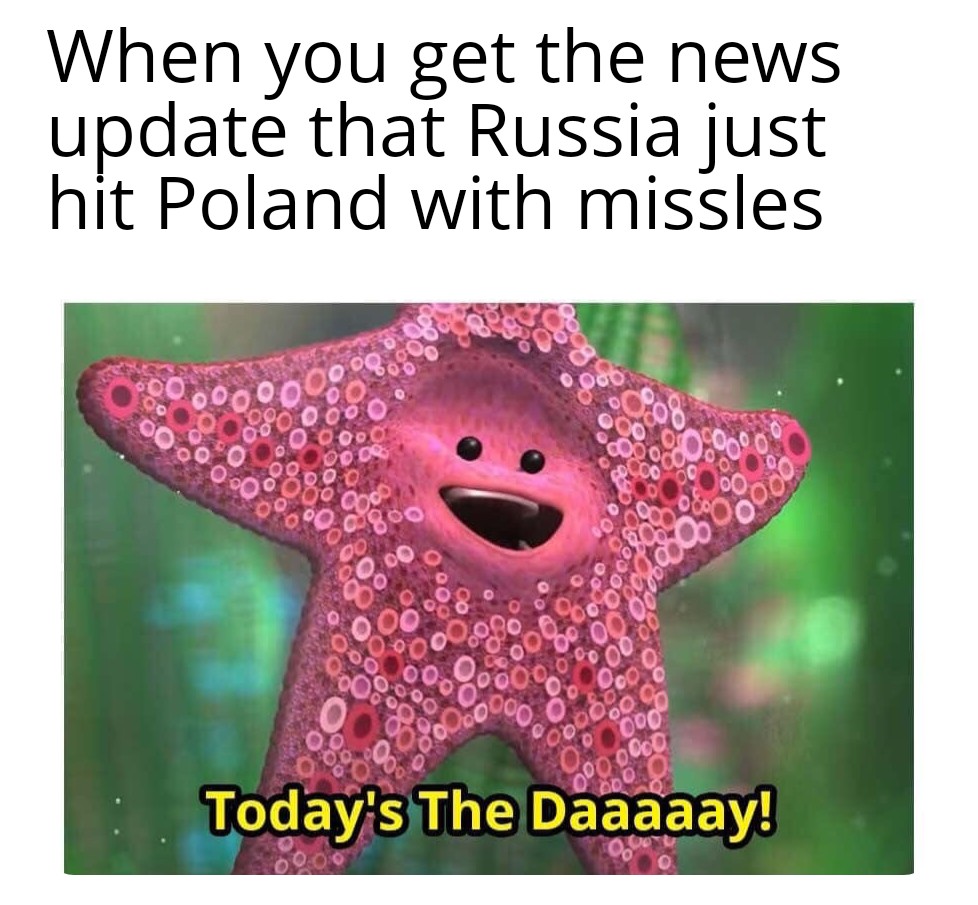 When you get the news
update that Russia just
hit Poland with missles
Today's The Daaaaay!